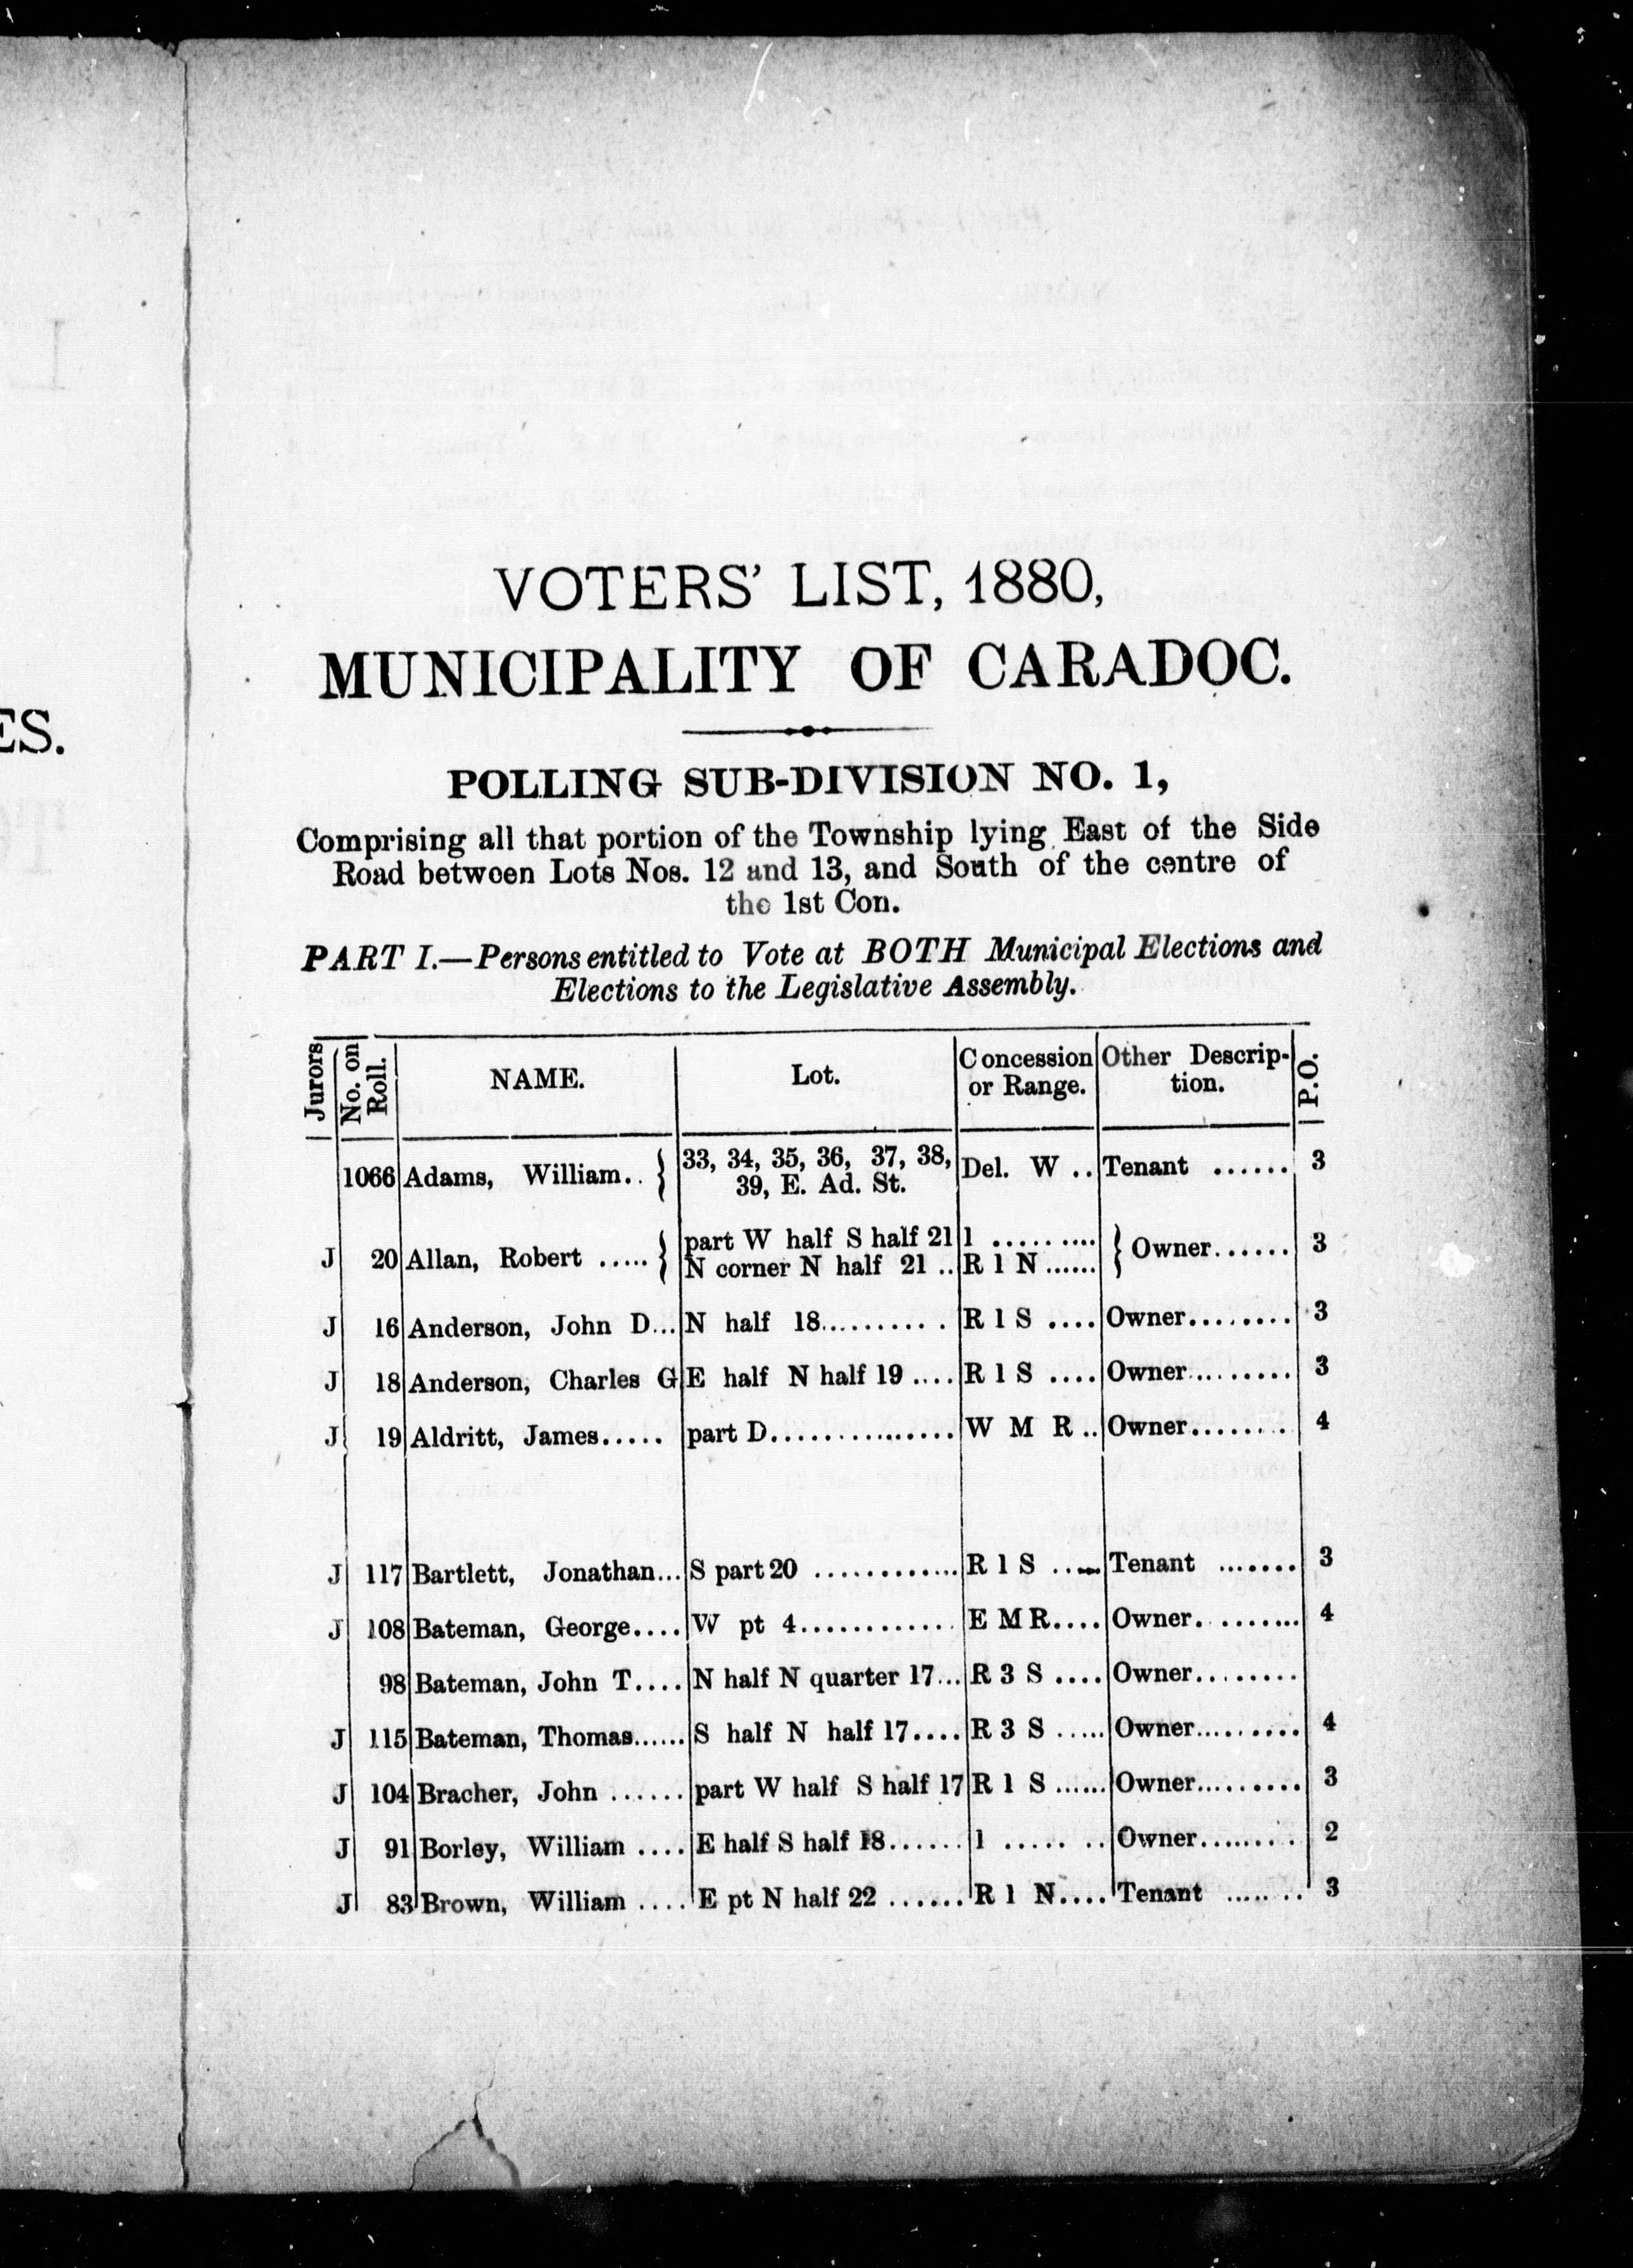 ES.
VOTERS' LIST, 1880,
MUNICIPALITY OF CARADOC.
POLLING SUB-DIVISION NO. 1,
Comprising all that portion of the Township lying East of the Side
Road between Lots Nos. 12 and 13, and South of the centre of
the 1st Con.
PART I.—Persons entitled to Vote at BOTH Municipal Elections and
Elections to the Legislative Assembly.
Jurors No. on Roll. NAME. Lot. Concession or Range. Other Descrip-tion. P.O.
1066 Adams, William.. { 33, 34, 35, 36, 37, 38, Del. W .. Tenant ...... 3
39, E. Ad. St.
J 20 Allan, Robert ..... { part W half S half 21 1 ......... } Owner...... 3
N corner N half 21 .. R 1 N......
J 16 Anderson, John D... N half 18.......... R 1 S .... Owner........ 3
J 18 Anderson, Charles G E half N half 19 .... R 1 S .... Owner......... 3
J 19 Aldritt, James..... part D.............. W M R .. Owner....... 4
J 117 Bartlett, Jonathan... S part 20 ............ R 1 S ..... Tenant ....... 3
J 108 Bateman, George.... W pt 4............ E M R.... Owner........ 4
98 Bateman, John T.... N half N quarter 17... R 3 S .... Owner........
J 115 Bateman, Thomas...... S half N half 17.... R 3 S ..... Owner......... 4
J 104 Bracher, John ...... part W half S half 17 R 1 S ...... Owner......... 3
J 91 Borley, William .... E half S half 18...... 1 ....... Owner........ 2
J 83 Brown, William .... E pt N half 22 ...... R 1 N.... Tenant ....... 3